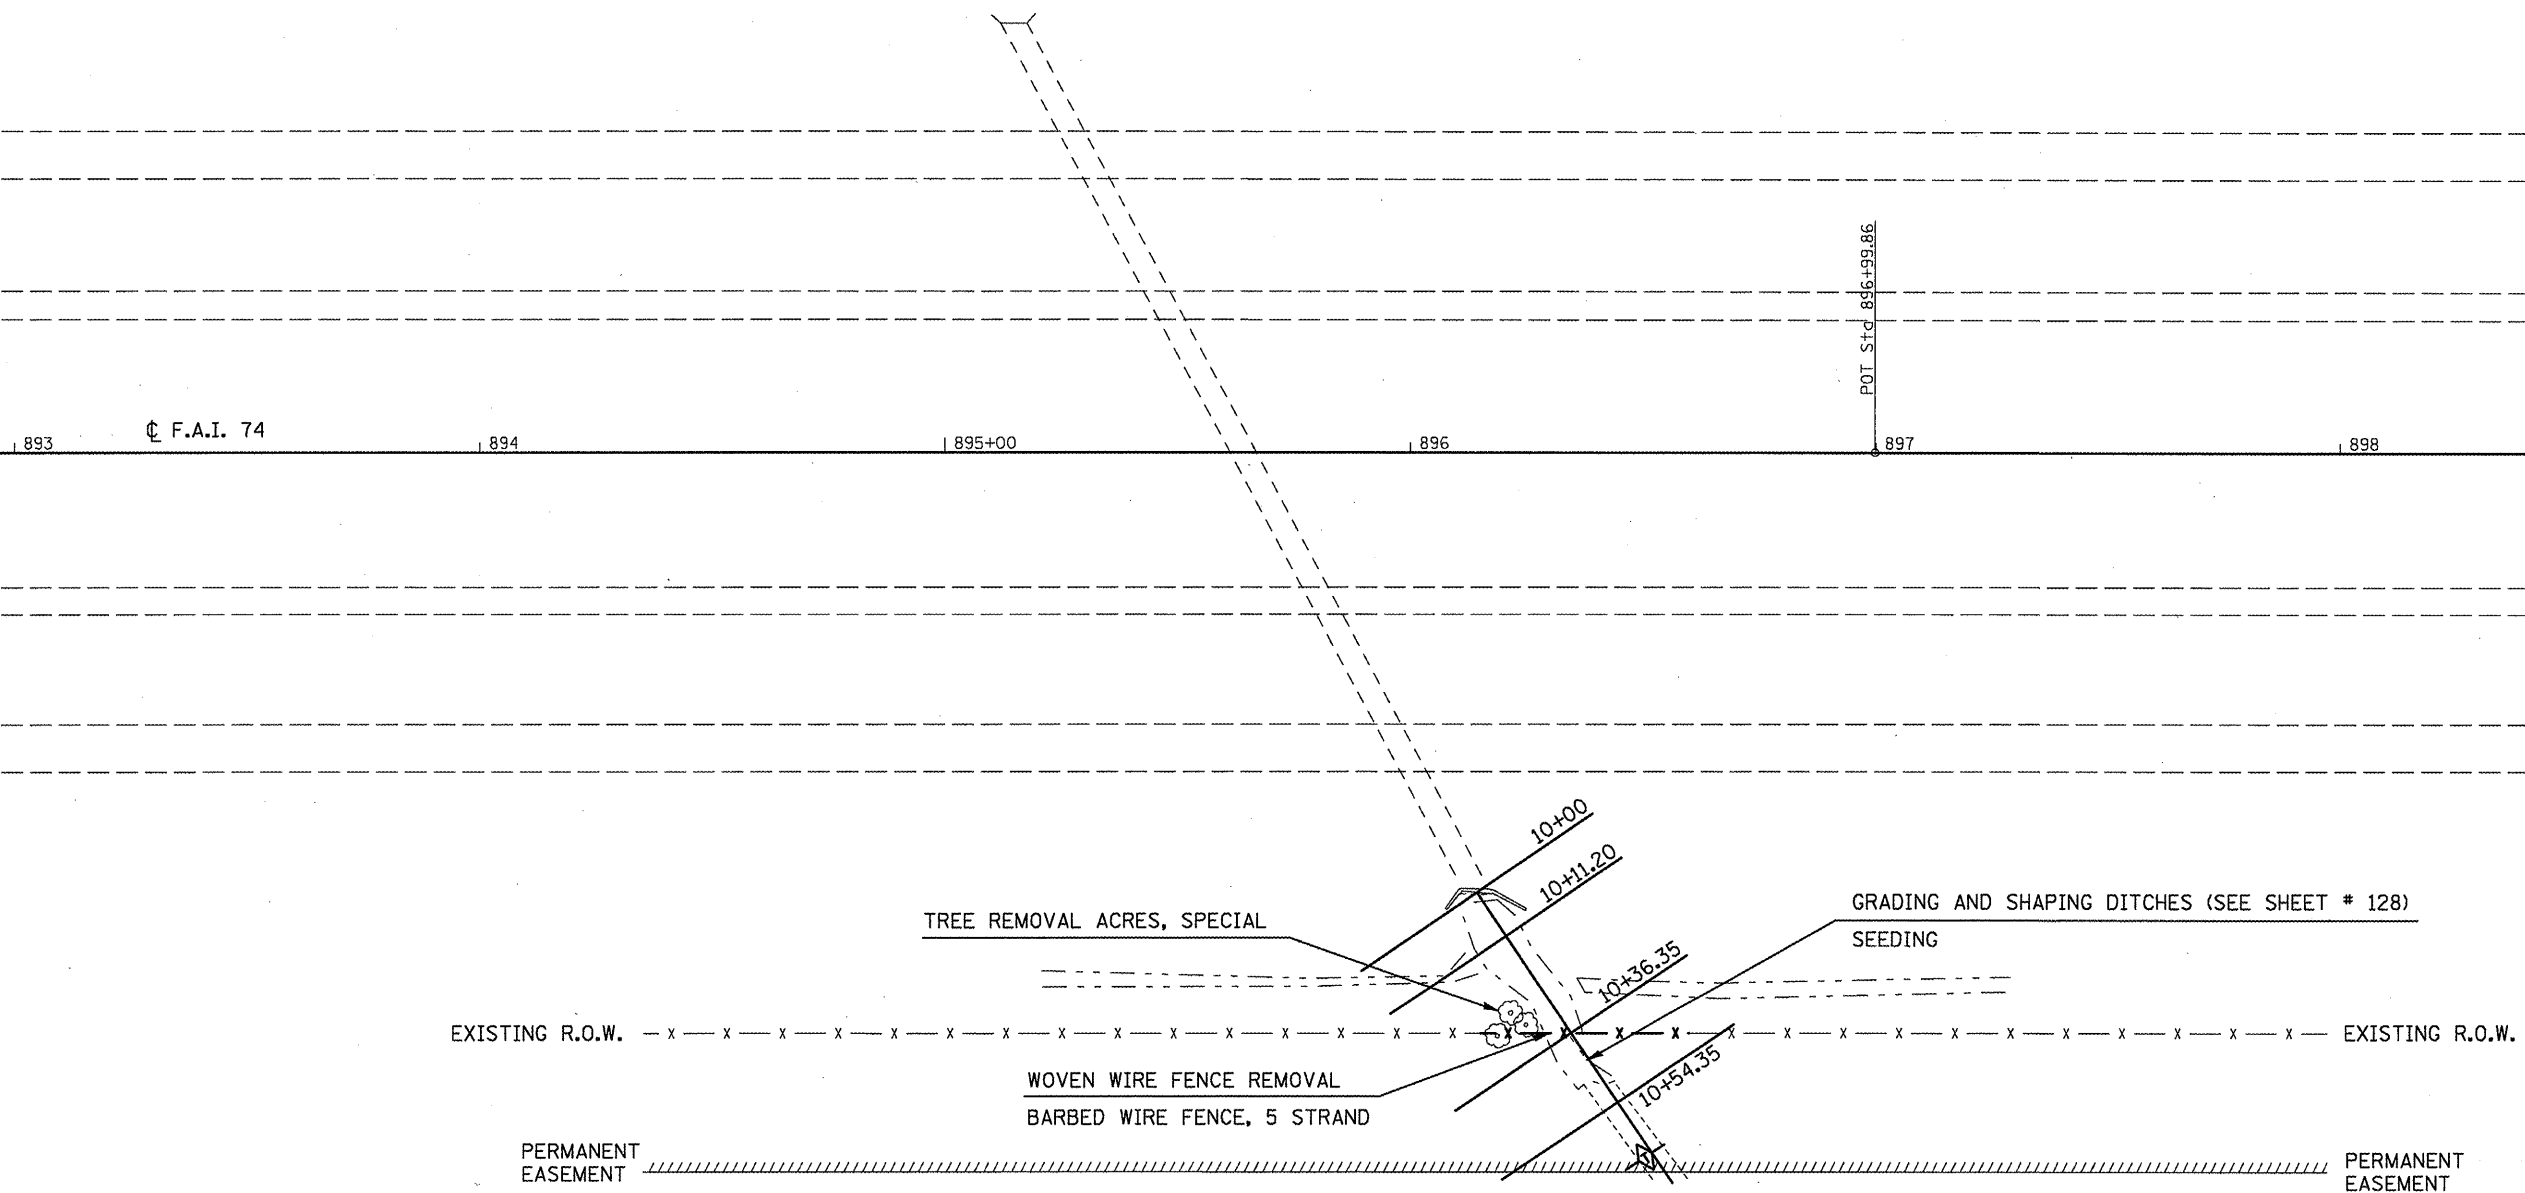 POT Sta 896+99.86
℄ F.A.I. 74
893
894
895+00
896
897
898
10+00
10+11.20
TREE REMOVAL ACRES, SPECIAL
GRADING AND SHAPING DITCHES (SEE SHEET # 128)
SEEDING
10+36.35
EXISTING R.O.W.
EXISTING R.O.W.
WOVEN WIRE FENCE REMOVAL
BARBED WIRE FENCE, 5 STRAND
10+54.35
PERMANENT
EASEMENT
PERMANENT
EASEMENT